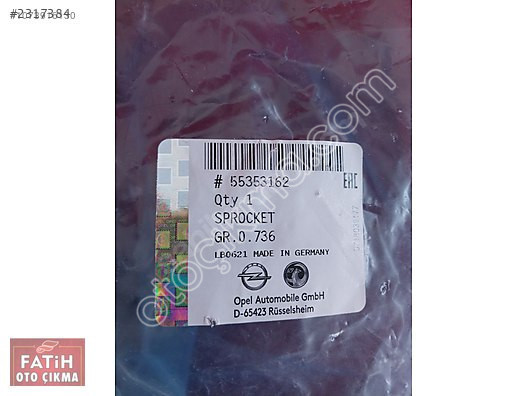 #2317384
# 55353162
Qty 1
SPROCKET
GR.0.736
LB0621 MADE IN GERMANY
Opel Automobile GmbH
D-65423 Rüsselsheim
EAC
FATİH
OTO ÇIKMA